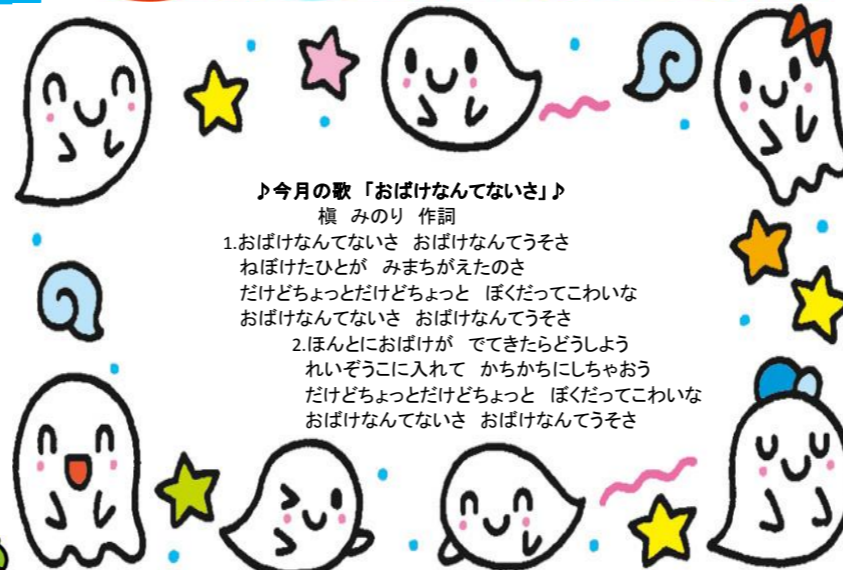 ♪今月の歌 「おばけなんてないさ」♪
槇 みのり 作詞
1.おばけなんてないさ おばけなんてうそさ
ねぼけたひとが みまちがえたのさ
だけどちょっとだけどちょっと ぼくだってこわいな
おばけなんてないさ おばけなんてうそさ
2.ほんとにおばけが でてきたらどうしよう
れいぞうこに入れて かちかちにしちゃおう
だけどちょっとだけどちょっと ぼくだってこわいな
おばけなんてないさ おばけなんてうそさ